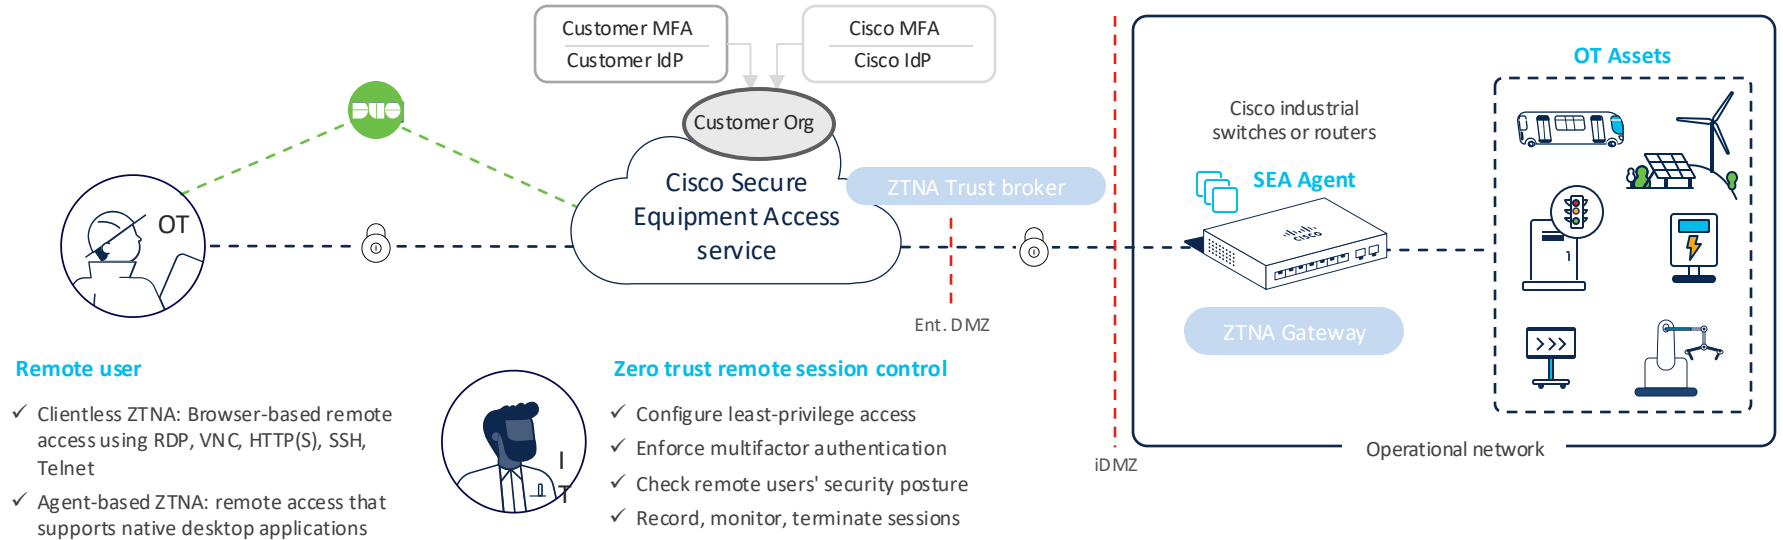 Customer MFA
Customer IdP
Cisco MFA
Cisco IdP
DUO
Customer Org
Cisco Secure
Equipment Access
service
ZTNA Trust broker
OT
Ent. DMZ
iDMZ
Cisco industrial
switches or routers
SEA Agent
CISCO
ZTNA Gateway
OT Assets
Operational network
Remote user
✓ Clientless ZTNA: Browser-based remote
access using RDP, VNC, HTTP(S), SSH,
Telnet
✓ Agent-based ZTNA: remote access that
supports native desktop applications
I
T
Zero trust remote session control
✓ Configure least-privilege access
✓ Enforce multifactor authentication
✓ Check remote users' security posture
✓ Record, monitor, terminate sessions